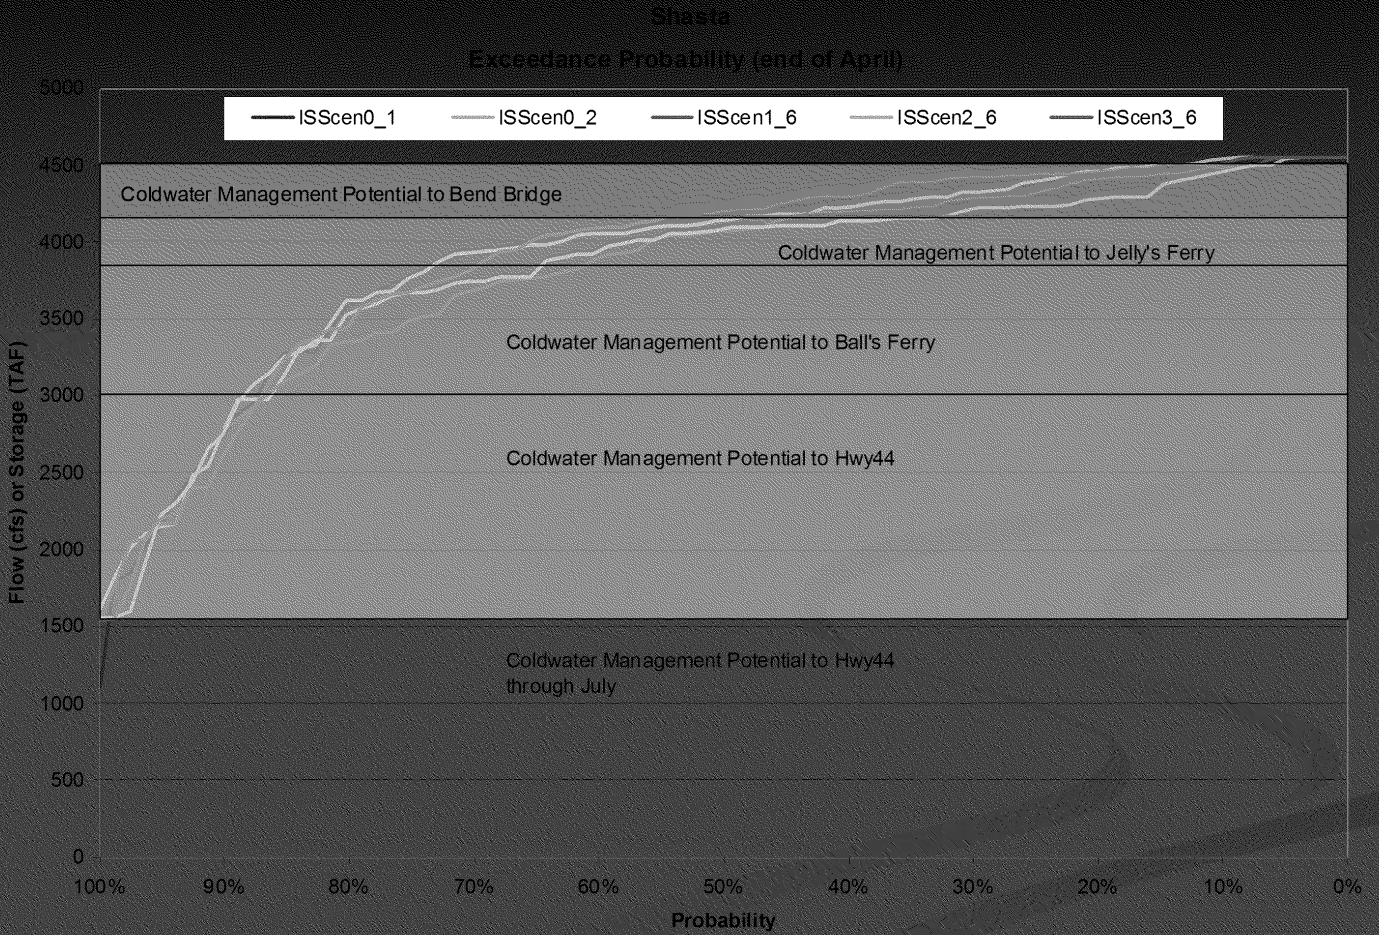 Shasta
Exceedance Probability (end of April)
5000
ISScen0_1 ISScen0_2 ISScen1_6 ISScen2_6 ISScen3_6
4500
Coldwater Management Potential to Bend Bridge
4000
Coldwater Management Potential to Jelly's Ferry
3500
Coldwater Management Potential to Ball's Ferry
3000
Coldwater Management Potential to Hwy44
2500
2000
1500
Coldwater Management Potential to Hwy44
through July
1000
500
0
Flow (cfs) or Storage (TAF)
100% 90% 80% 70% 60% 50% 40% 30% 20% 10% 0%
Probability